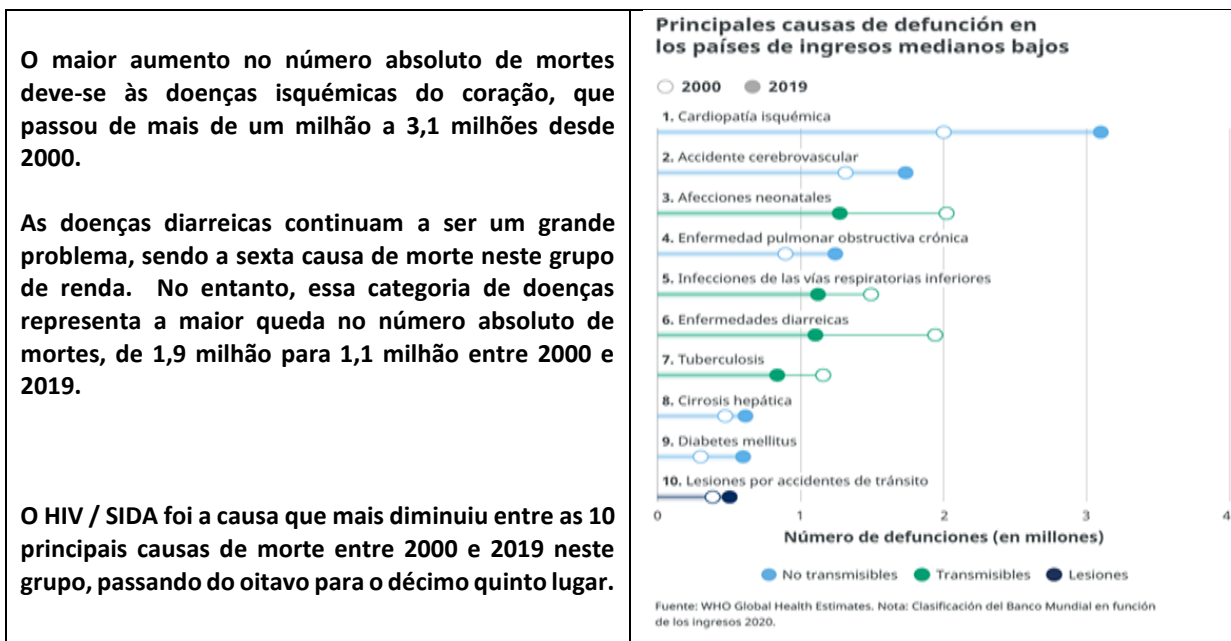 O maior aumento no número absoluto de mortes
deve-se às doenças isquémicas do coração, que
passou de mais de um milhão a 3,1 milhões desde
2000.
As doenças diarreicas continuam a ser um grande
problema, sendo a sexta causa de morte neste grupo
de renda. No entanto, essa categoria de doenças
representa a maior queda no número absoluto de
mortes, de 1,9 milhão para 1,1 milhão entre 2000 e
2019.
O HIV / SIDA foi a causa que mais diminuiu entre as 10
principais causas de morte entre 2000 e 2019 neste
grupo, passando do oitavo para o décimo quinto lugar.
Principales causas de defunción en
los países de ingresos medianos bajos
2000 2019
1. Cardiopatía isquémica
2. Accidente cerebrovascular
3. Afecciones neonatales
4. Enfermedad pulmonar obstructiva crónica
5. Infecciones de las vías respiratorias inferiores
6. Enfermedades diarreicas
7. Tuberculosis
8. Cirrosis hepática
9. Diabetes mellitus
10. Lesiones por accidentes de tránsito
0 1 2 3 4
Número de defunciones (en millones)
No transmisibles Transmisibles Lesiones
Fuente: WHO Global Health Estimates. Nota: Clasificación del Banco Mundial en función
de los ingresos 2020.